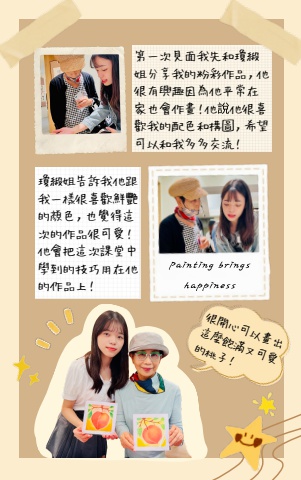 第一次見面我先和瓊緞
姐分享我的粉彩作品，他
很有興趣因為他平常在
家也會作畫！他說他很喜
歡我的配色和構圖，希望
可以和我多多交流！
瓊緞姐告訴我他跟
我一樣很喜歡鮮艷
的顏色，也覺得這
次的作品很可愛！
他會把這次課堂中
學到的技巧用在他
的作品上！
Painting brings
happiness
很開心可以畫出
這麼飽滿又可愛
的桃子！